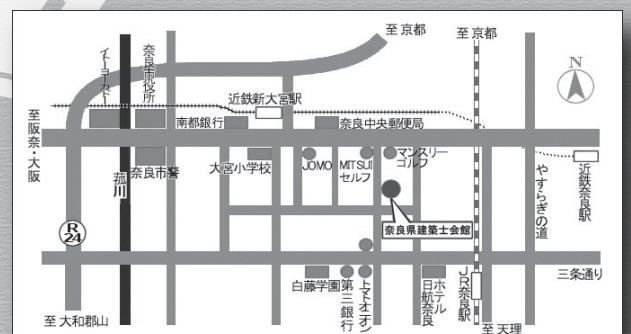 至 京都
至 京都
イトーヨーカドー
奈良市役所
N
近鉄新大宮駅
南都銀行
奈良中央郵便局
至 阪奈・大阪
奈良市警
大宮小学校
JOMO
MITSUI
セルフ
マンスリー
ゴルフ
菰川
やすらぎの道
近鉄奈良駅
奈良県建築士会館
R
24
三条通り
白藤学園
第三銀行
トマト＆オニオン
ホテル
日航奈良
JR奈良駅
至 大和郡山
至 天理